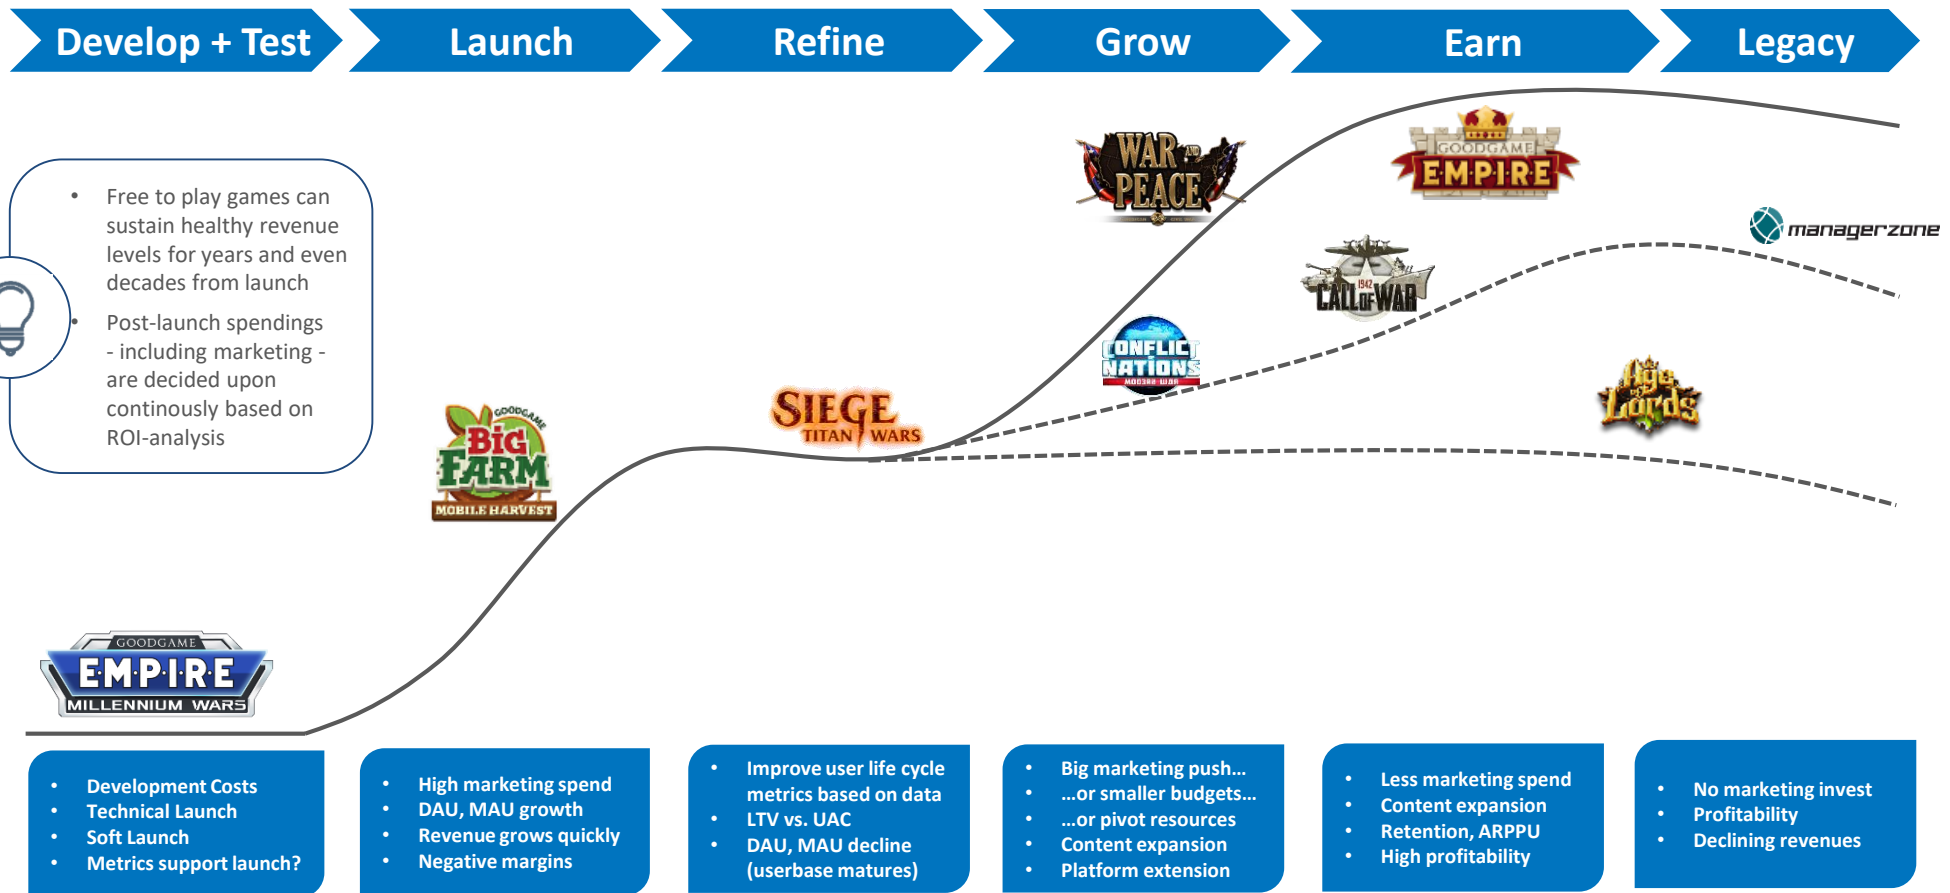 Develop + Test
Launch
Refine
Grow
Earn
Legacy
• Free to play games can
sustain healthy revenue
levels for years and even
decades from launch
• Post-launch spendings
- including marketing -
are decided upon
continously based on
ROI-analysis
GOODGAME
EMPIRE
MILLENNIUM WARS
GOODGAME
BIG
FARM
MOBILE HARVEST
SIEGE
TITAN WARS
WAR AND
PEACE
CONFLICT
NATIONS
MODERN WAR
GOODGAME
EMPIRE
1942
CALL OF WAR
managerzone
Age
of
Lords
• Development Costs
• Technical Launch
• Soft Launch
• Metrics support launch?
• High marketing spend
• DAU, MAU growth
• Revenue grows quickly
• Negative margins
• Improve user life cycle
metrics based on data
• LTV vs. UAC
• DAU, MAU decline
(userbase matures)
• Big marketing push…
• …or smaller budgets…
• …or pivot resources
• Content expansion
• Platform extension
• Less marketing spend
• Content expansion
• Retention, ARPPU
• High profitability
• No marketing invest
• Profitability
• Declining revenues